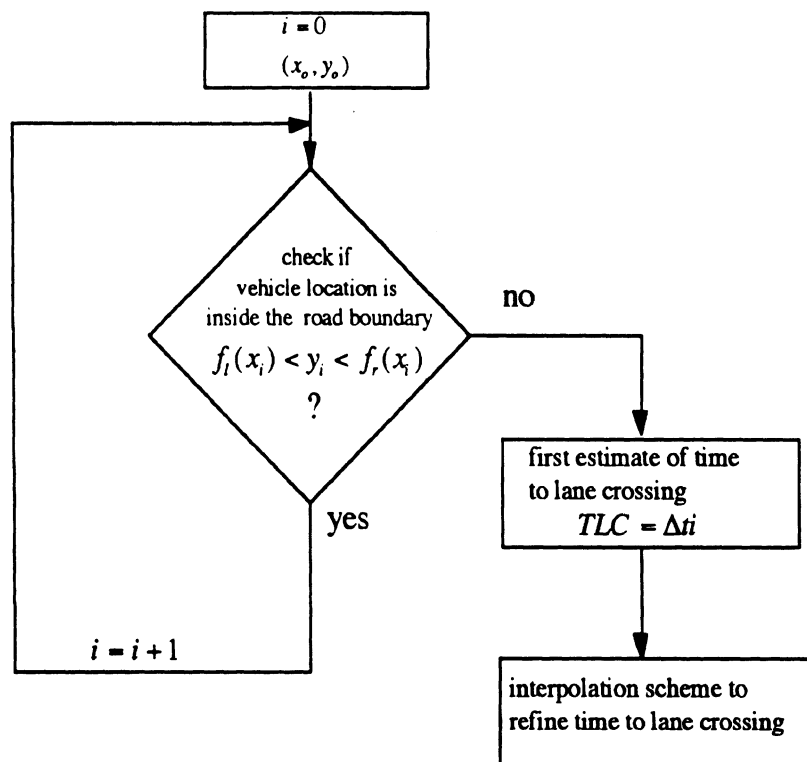 i = 0
(x_o, y_o)
check if
vehicle location is
inside the road boundary
f_l(x_i) < y_i < f_r(x_i)
?
no
yes
i = i + 1
first estimate of time
to lane crossing
TLC = Δti
interpolation scheme to
refine time to lane crossing